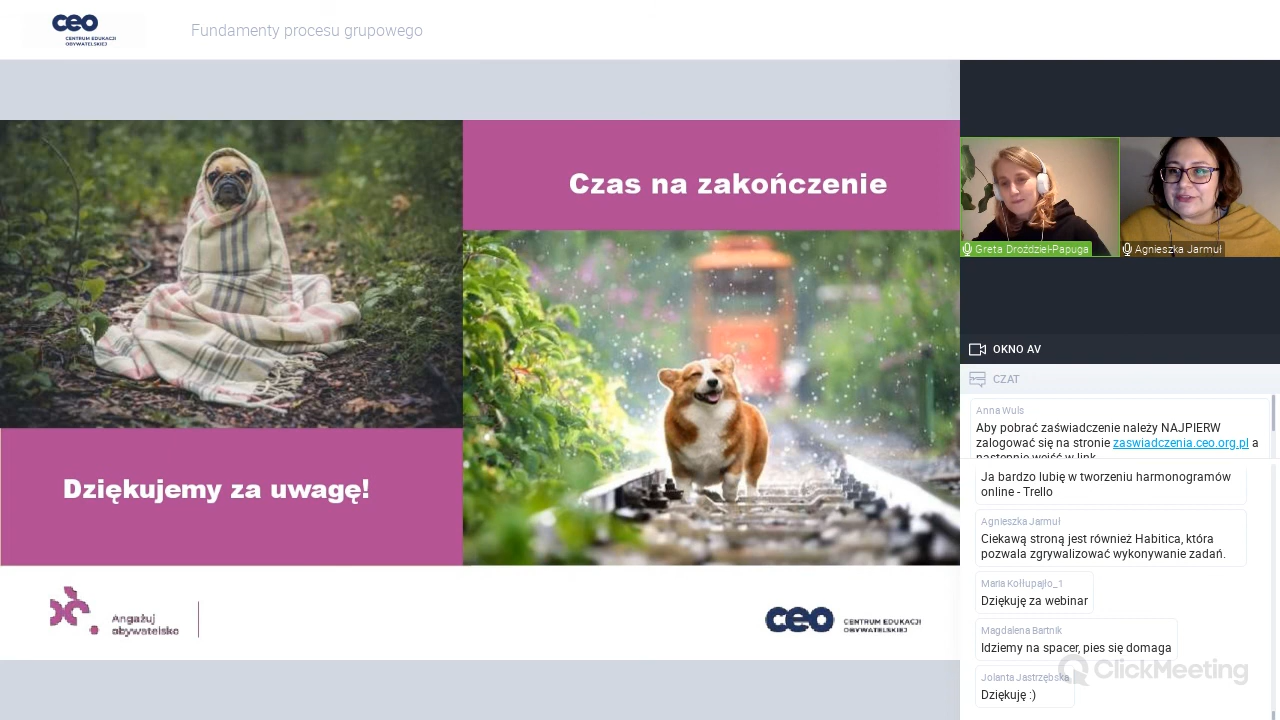 ceo
CENTRUM EDUKACJI
OBYWATELSKIEJ
Fundamenty procesu grupowego
Czas na zakończenie
Dziękujemy za uwagę!
Angażuj
obywatelsko
ceo
CENTRUM EDUKACJI
OBYWATELSKIEJ
Greta Droździel-Papuga
Agnieszka Jarmuł
OKNO AV
CZAT
Anna Wuls
Aby pobrać zaświadczenie należy NAJPIERW
zalogować się na stronie zaswiadczenia.ceo.org.pl a
następnie wejść w link
Ja bardzo lubię w tworzeniu harmonogramów
online - Trello
Agnieszka Jarmuł
Ciekawą stroną jest również Habitica, która
pozwala zgrywalizować wykonywanie zadań.
Maria Kołłupajło_1
Dziękuję za webinar
Magdalena Bartnik
Idziemy na spacer, pies się domaga
Jolanta Jastrzębska
Dziękuję :)
ClickMeeting